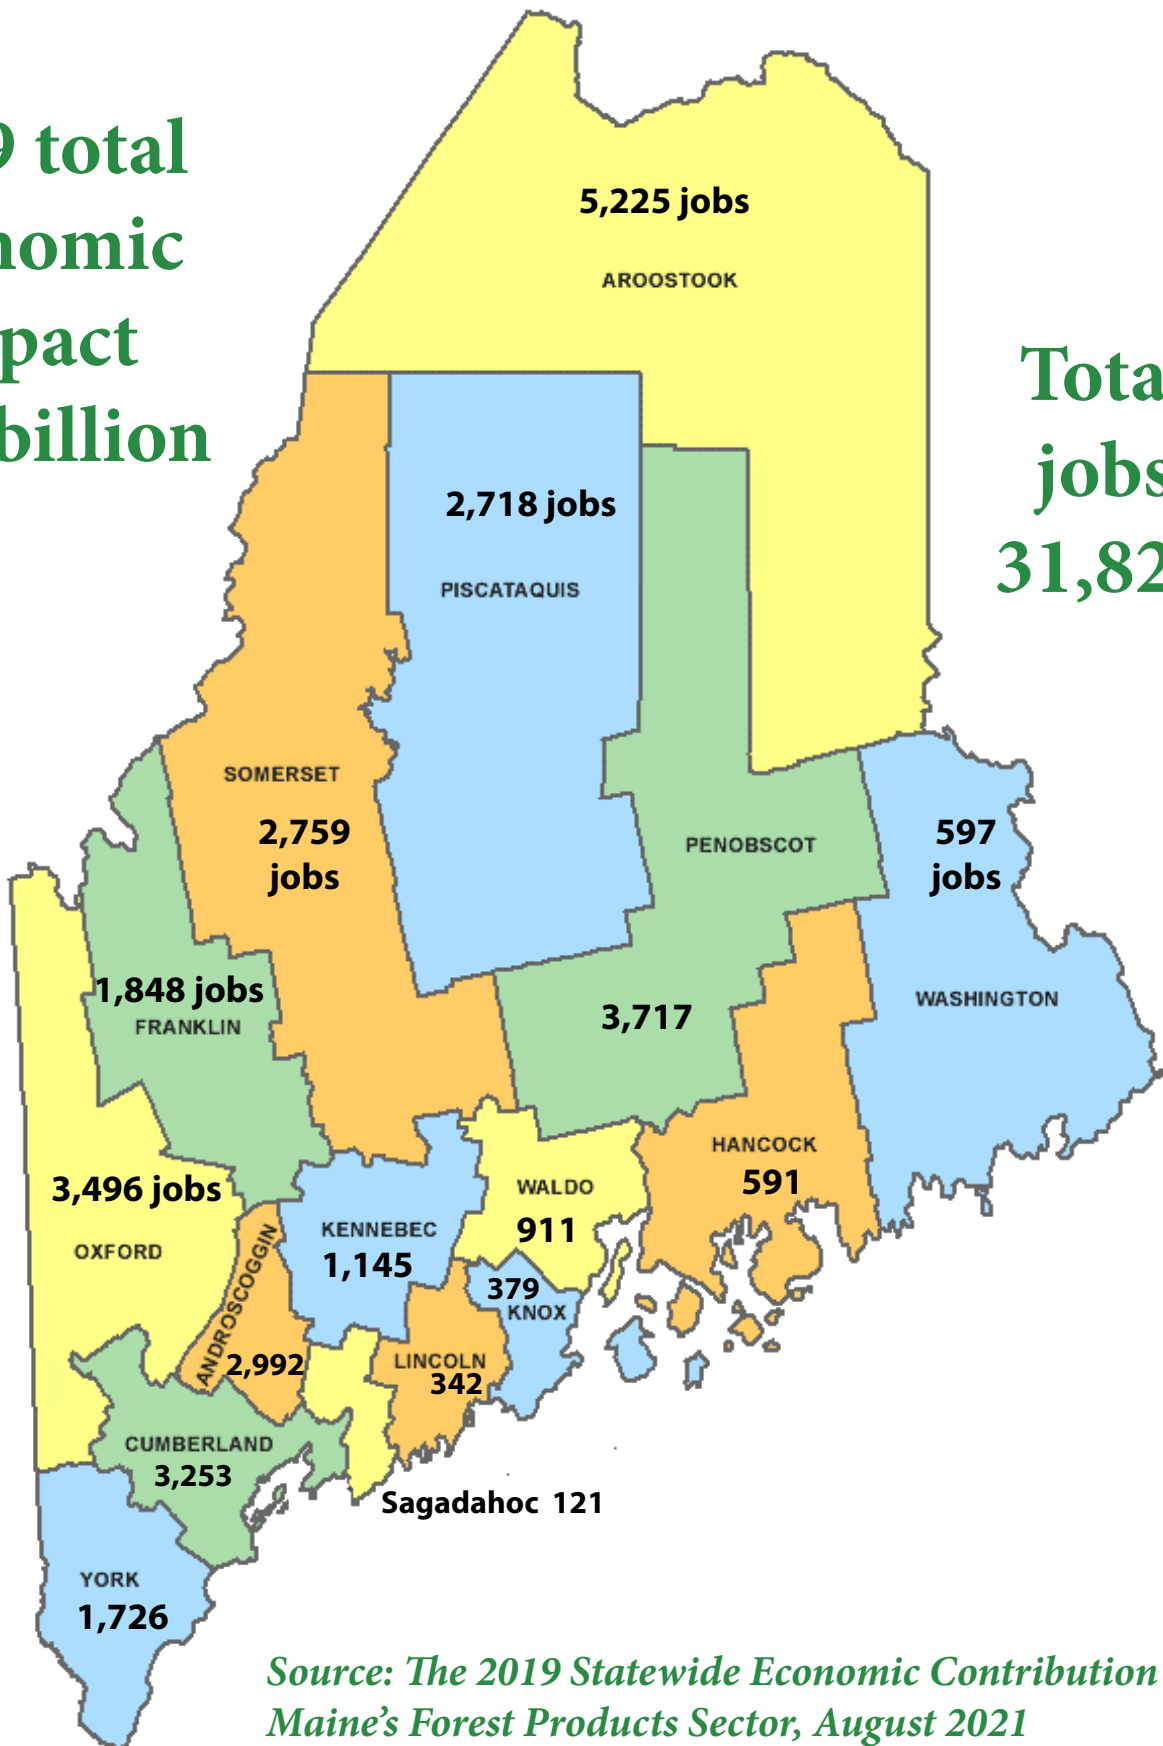 9 total
nomic
pact
billion
5,225 jobs
AROOSTOOK
Tota
jobs
31,82
2,718 jobs
PISCATAQUIS
SOMERSET
2,759
jobs
PENOBSCOT
3,717
597
jobs
WASHINGTON
1,848 jobs
FRANKLIN
3,496 jobs
OXFORD
HANCOCK
591
WALDO
911
KENNEBEC
1,145
379
KNOX
ANDROSCOGGIN
2,992
LINCOLN
342
CUMBERLAND
3,253
Sagadahoc 121
YORK
1,726
Source: The 2019 Statewide Economic Contribution
Maine's Forest Products Sector, August 2021